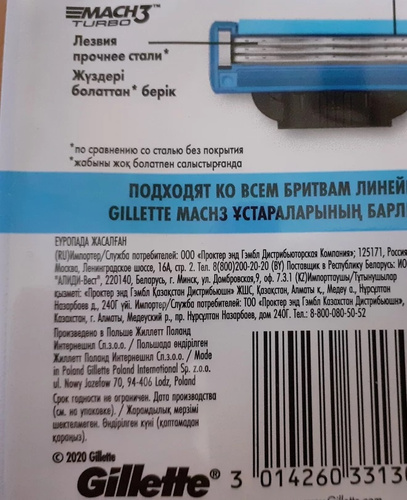 MACH3™
TURBO
Лезвия
прочнее стали*
Жүздері
болаттан* берік
*по сравнению со сталью без покрытия
*жабыны жоқ болатпен салыстырғанда
ПОДХОДЯТ КО ВСЕМ БРИТВАМ ЛИНЕЙ
GILLETTE MACH3 ҰСТАРАЛАРЫНЫҢ БАРЛ
ЕУРОПАДА ЖАСАЛҒАН
(RU)Импортер/Служба потребителей: ООО «Проктер энд Гэмбл Дистрибьюторская Компания»; 125171, Россия
Москва, Ленинградское шоссе, 16А, стр. 2. Тел. 8(800)200-20-20 (BY) Поставщик в Республику Беларусь: ИО
"АЛИДИ-Вест", 220140, Беларусь, г. Минск, ул. Домбровская,9, оф. 7.3.1 (KZ)Импорттаушы/Тұтынушылар
қызметі: «Проктер энд Гэмбл Қазақстан Дистрибьюшн» ЖШС, Қазақстан, Алматы қ., Медеу а., Нұрсұлтан
Назарбаев д., 240Г үйі. Импортер/Служба потребителей: ТОО «Проктер энд Гэмбл Казахстан Дистрибьюшн»,
Казахстан, г. Алматы, Медеуский р., пр. Нурсултан Назарбаев, дом 240Г. Тел.: 8-800-080-50-52
Произведено в Польше Жиллетт Поланд
Интернешнл Сп.з.о.о. / Польшада өндірілген
Жиллетт Поланд Интернешнл Сп.з.о.о. / Made
in Poland Gillette Poland International Sp. z.o.o.
ul. Nowy Jozefow 70, 94-406 Lodz, Poland
Срок годности не ограничен. Дата производства
(см. на упаковке). / Жарамдылық мерзімі
шектелмеген. Өндірілген күні (қаптамадан
қараңыз).
© 2020 Gillette
Gillette® 3 014260 33130